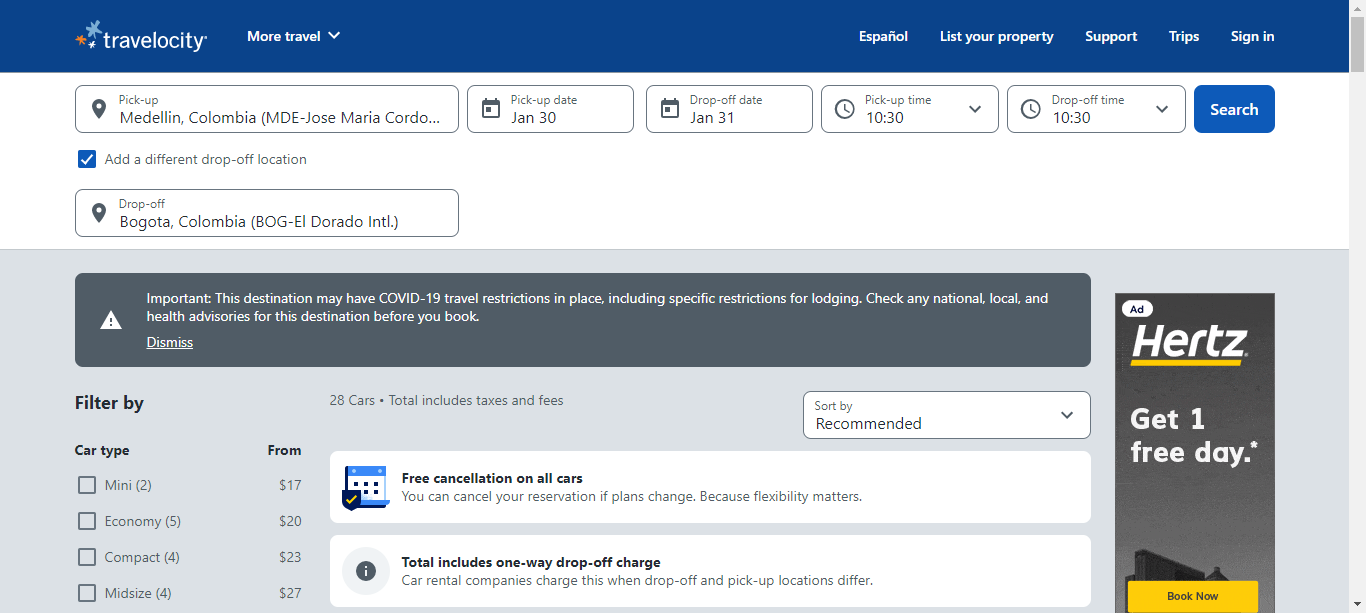 travelocity
More travel
Español
List your property
Support
Trips
Sign in
Pick-up
Medellin, Colombia (MDE-Jose Maria Cordo...
Pick-up date
Jan 30
Drop-off date
Jan 31
Pick-up time
10:30
Drop-off time
10:30
Search
Add a different drop-off location
Drop-off
Bogota, Colombia (BOG-El Dorado Intl.)
Important: This destination may have COVID-19 travel restrictions in place, including specific restrictions for lodging. Check any national, local, and
health advisories for this destination before you book.
Dismiss
Ad
Hertz
Get 1
free day.*
Book Now
Filter by
Car type From
Mini (2) $17
Economy (5) $20
Compact (4) $23
Midsize (4) $27
28 Cars • Total includes taxes and fees
Sort by
Recommended
Free cancellation on all cars
You can cancel your reservation if plans change. Because flexibility matters.
Total includes one-way drop-off charge
Car rental companies charge this when drop-off and pick-up locations differ.